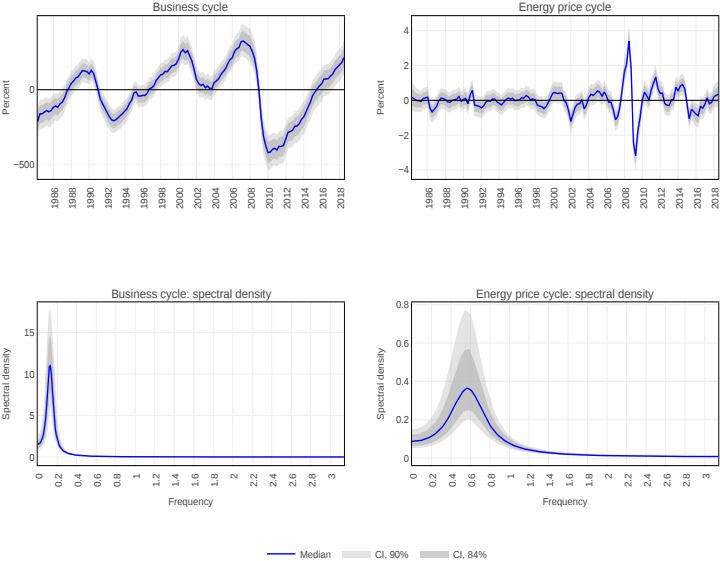 Business cycle
Percent
0
−500
1986 1988 1990 1992 1994 1996 1998 2000 2002 2004 2006 2008 2010 2012 2014 2016 2018
Energy price cycle
Percent
4
2
0
−2
−4
1986 1988 1990 1992 1994 1996 1998 2000 2002 2004 2006 2008 2010 2012 2014 2016 2018
Business cycle: spectral density
Spectral density
15
10
5
0
0 0.2 0.4 0.6 0.8 1 1.2 1.4 1.6 1.8 2 2.2 2.4 2.6 2.8 3
Frequency
Energy price cycle: spectral density
Spectral density
0.8
0.6
0.4
0.2
0
0 0.2 0.4 0.6 0.8 1 1.2 1.4 1.6 1.8 2 2.2 2.4 2.6 2.8 3
Frequency
Median CI, 90% CI, 84%